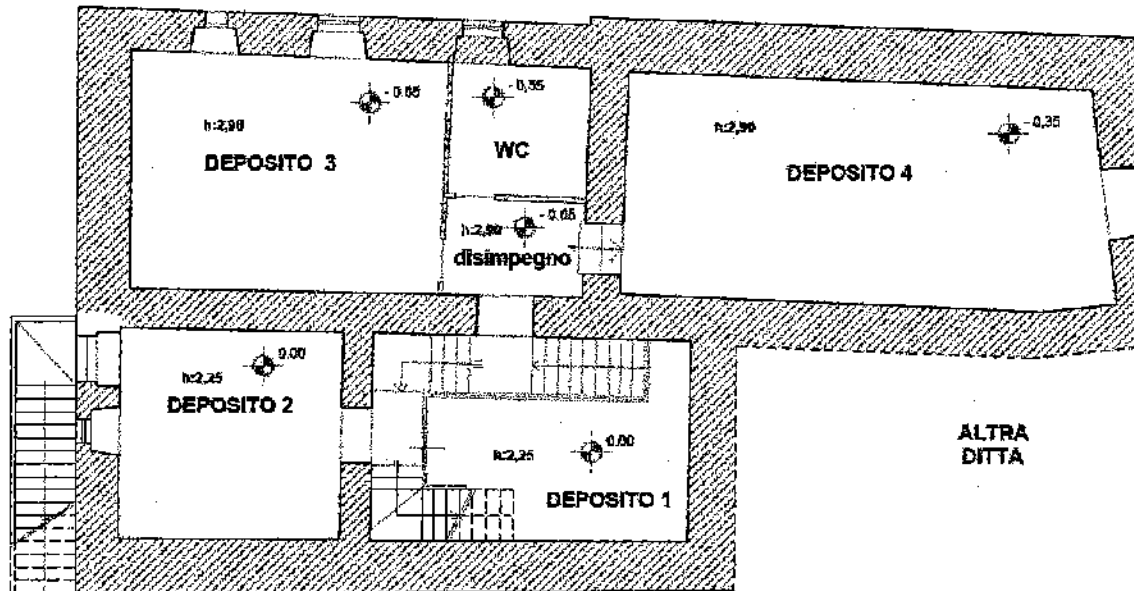 - 0.65
h:2,90
DEPOSITO 3
- 0,35
WC
- 0.65
h:2,90
disimpegno
h:2,90
- 0,35
DEPOSITO 4
0.00
h:2,25
DEPOSITO 2
0.00
h:2,25
DEPOSITO 1
ALTRA
DITTA